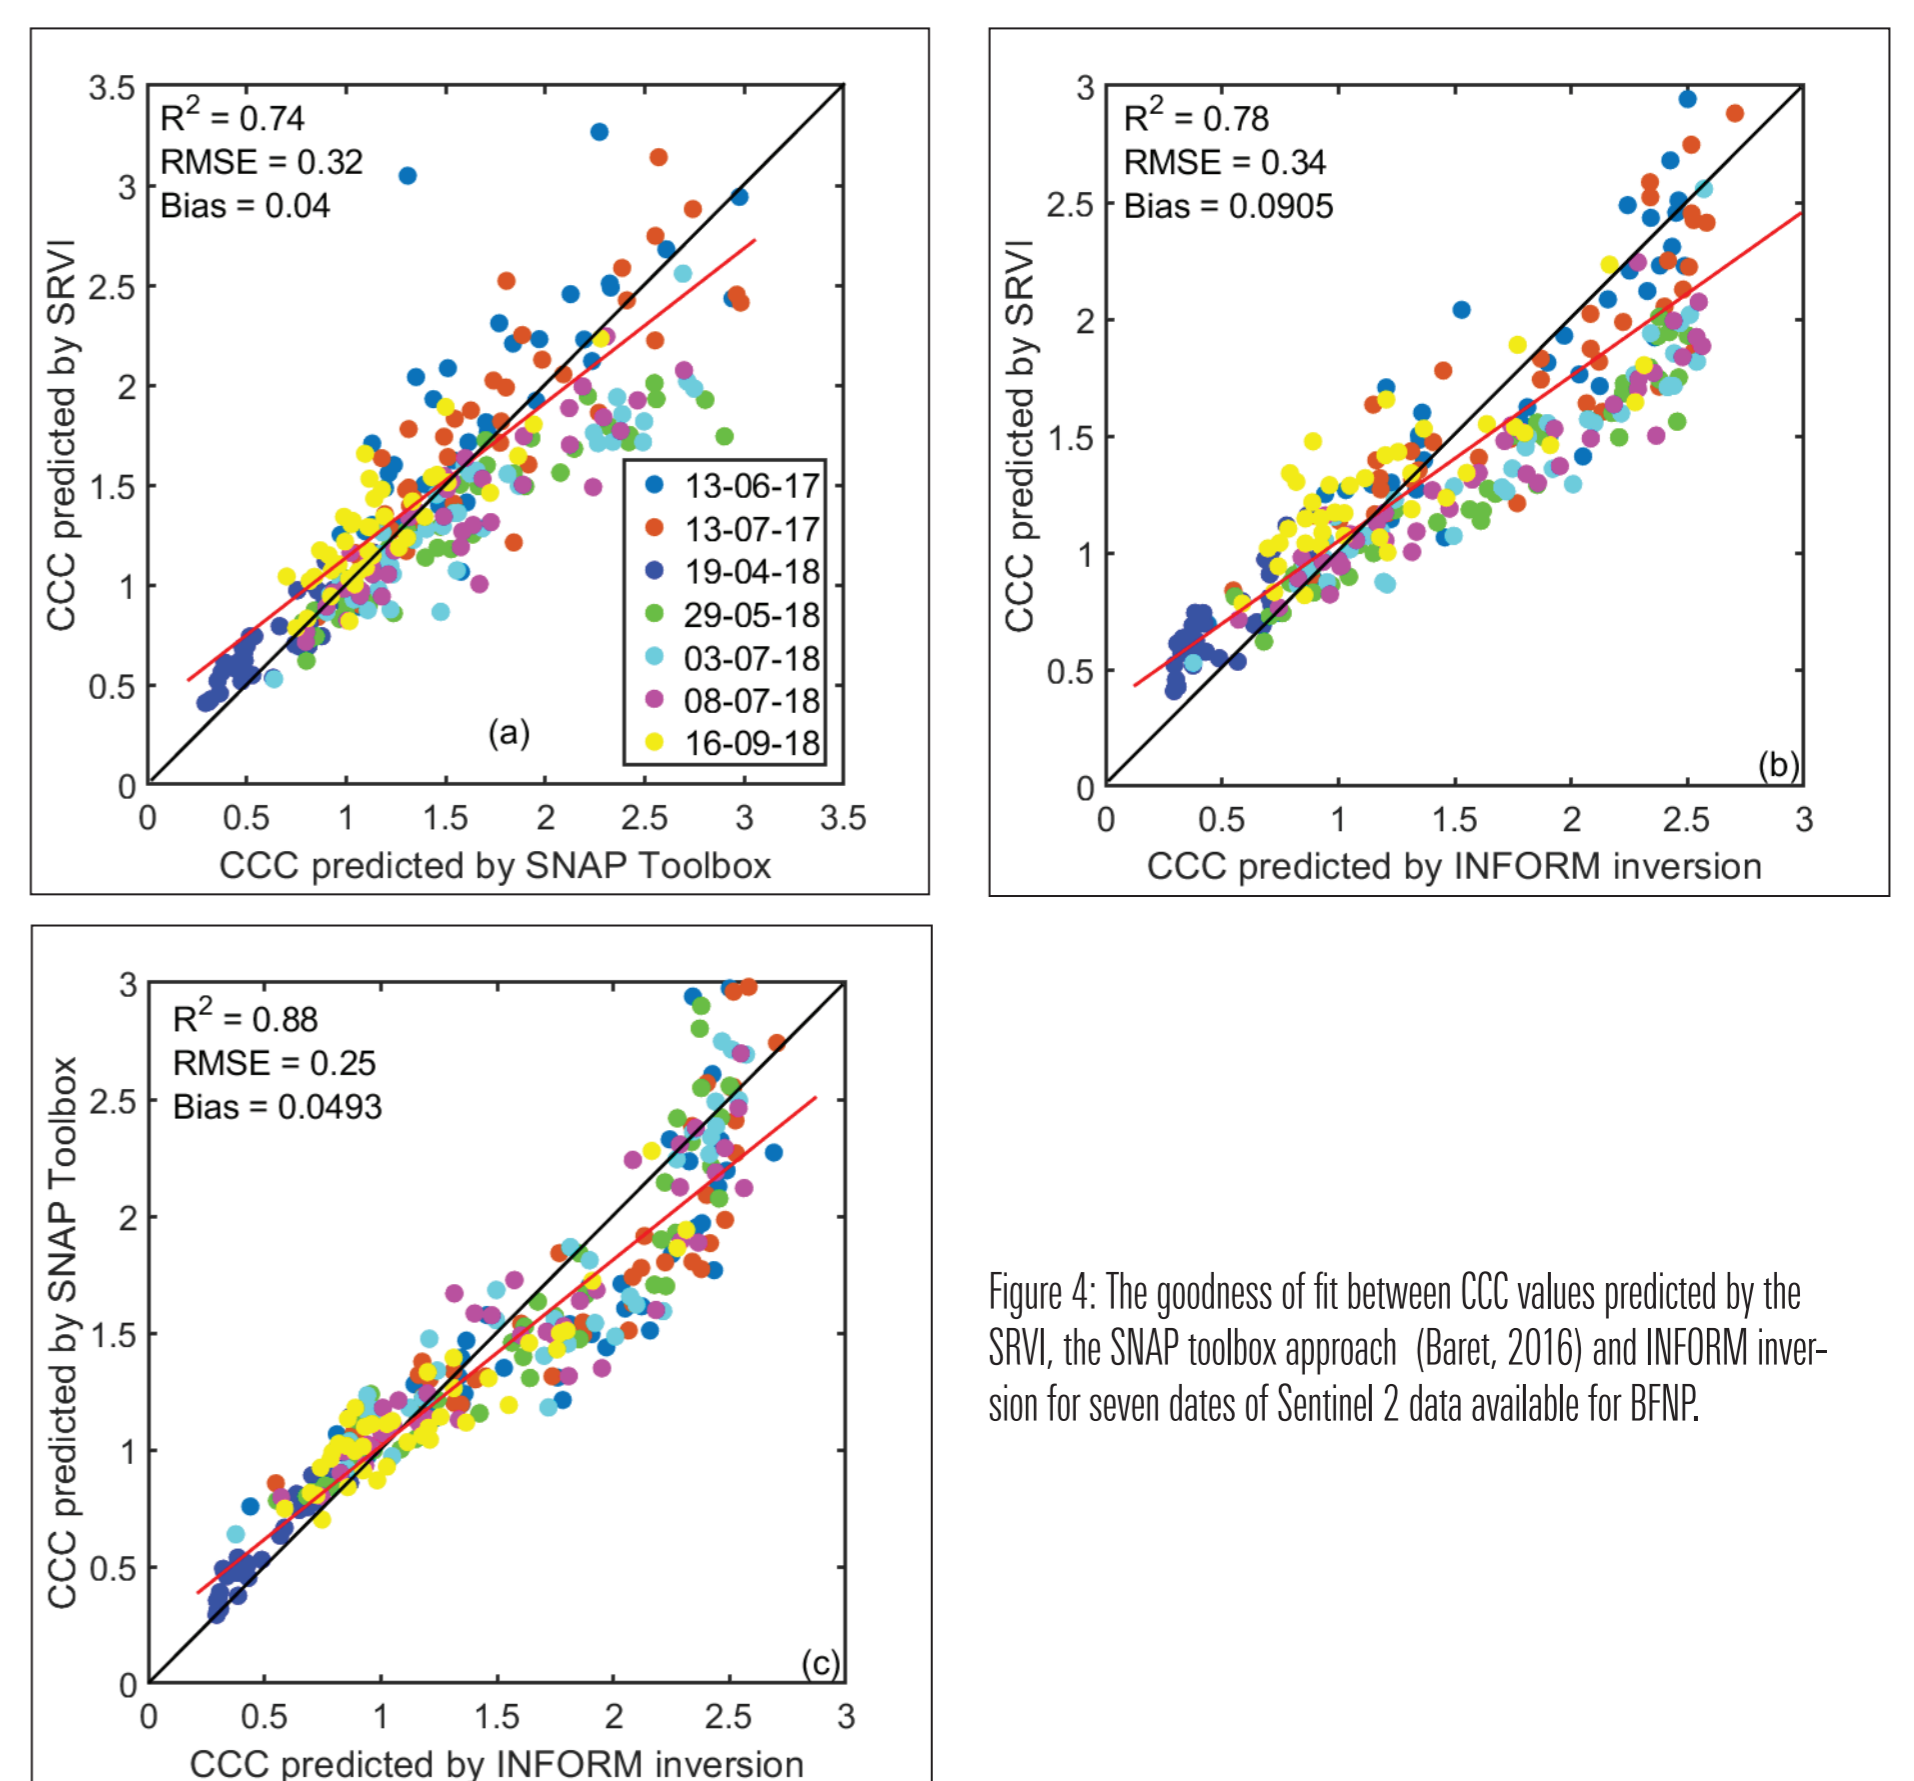 3.5
3
2.5
2
1.5
1
0.5
0
R2 = 0.74
RMSE = 0.32
Bias = 0.04
CCC predicted by SRVI
13-06-17
13-07-17
19-04-18
29-05-18
03-07-18
08-07-18
16-09-18
(a)
0 0.5 1 1.5 2 2.5 3 3.5
CCC predicted by SNAP Toolbox
3
2.5
2
1.5
1
0.5
0
R2 = 0.78
RMSE = 0.34
Bias = 0.0905
CCC predicted by SRVI
(b)
0 0.5 1 1.5 2 2.5 3
CCC predicted by INFORM inversion
3
2.5
2
1.5
1
0.5
0
R2 = 0.88
RMSE = 0.25
Bias = 0.0493
CCC predicted by SNAP Toolbox
(c)
0 0.5 1 1.5 2 2.5 3
CCC predicted by INFORM inversion
Figure 4: The goodness of fit between CCC values predicted by the
SRVI, the SNAP toolbox approach (Baret, 2016) and INFORM inver-
sion for seven dates of Sentinel 2 data available for BFNP.